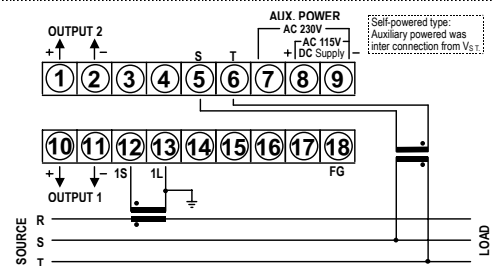 AUX. POWER
OUTPUT 2
AC 230V
AC 115V
+ DC Supply −
Self-powered type:
Auxiliary powered was
inter connection from VS.T.
+ −
S T
1 2 3 4 5 6 7 8 9
10 11 12 13 14 15 16 17 18
+ − 1S 1L FG
OUTPUT 1
SOURCE
R
S
T
LOAD